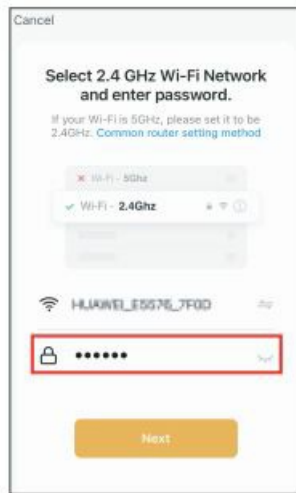 Cancel
Select 2.4 GHz Wi-Fi Network
and enter password.
If your Wi-Fi is 5GHz, please set it to be
2.4GHz. Common router setting method
Wi-Fi - 5Ghz
Wi-Fi - 2.4Ghz
HUAWEI_E5576_7F0D
••••••
Next